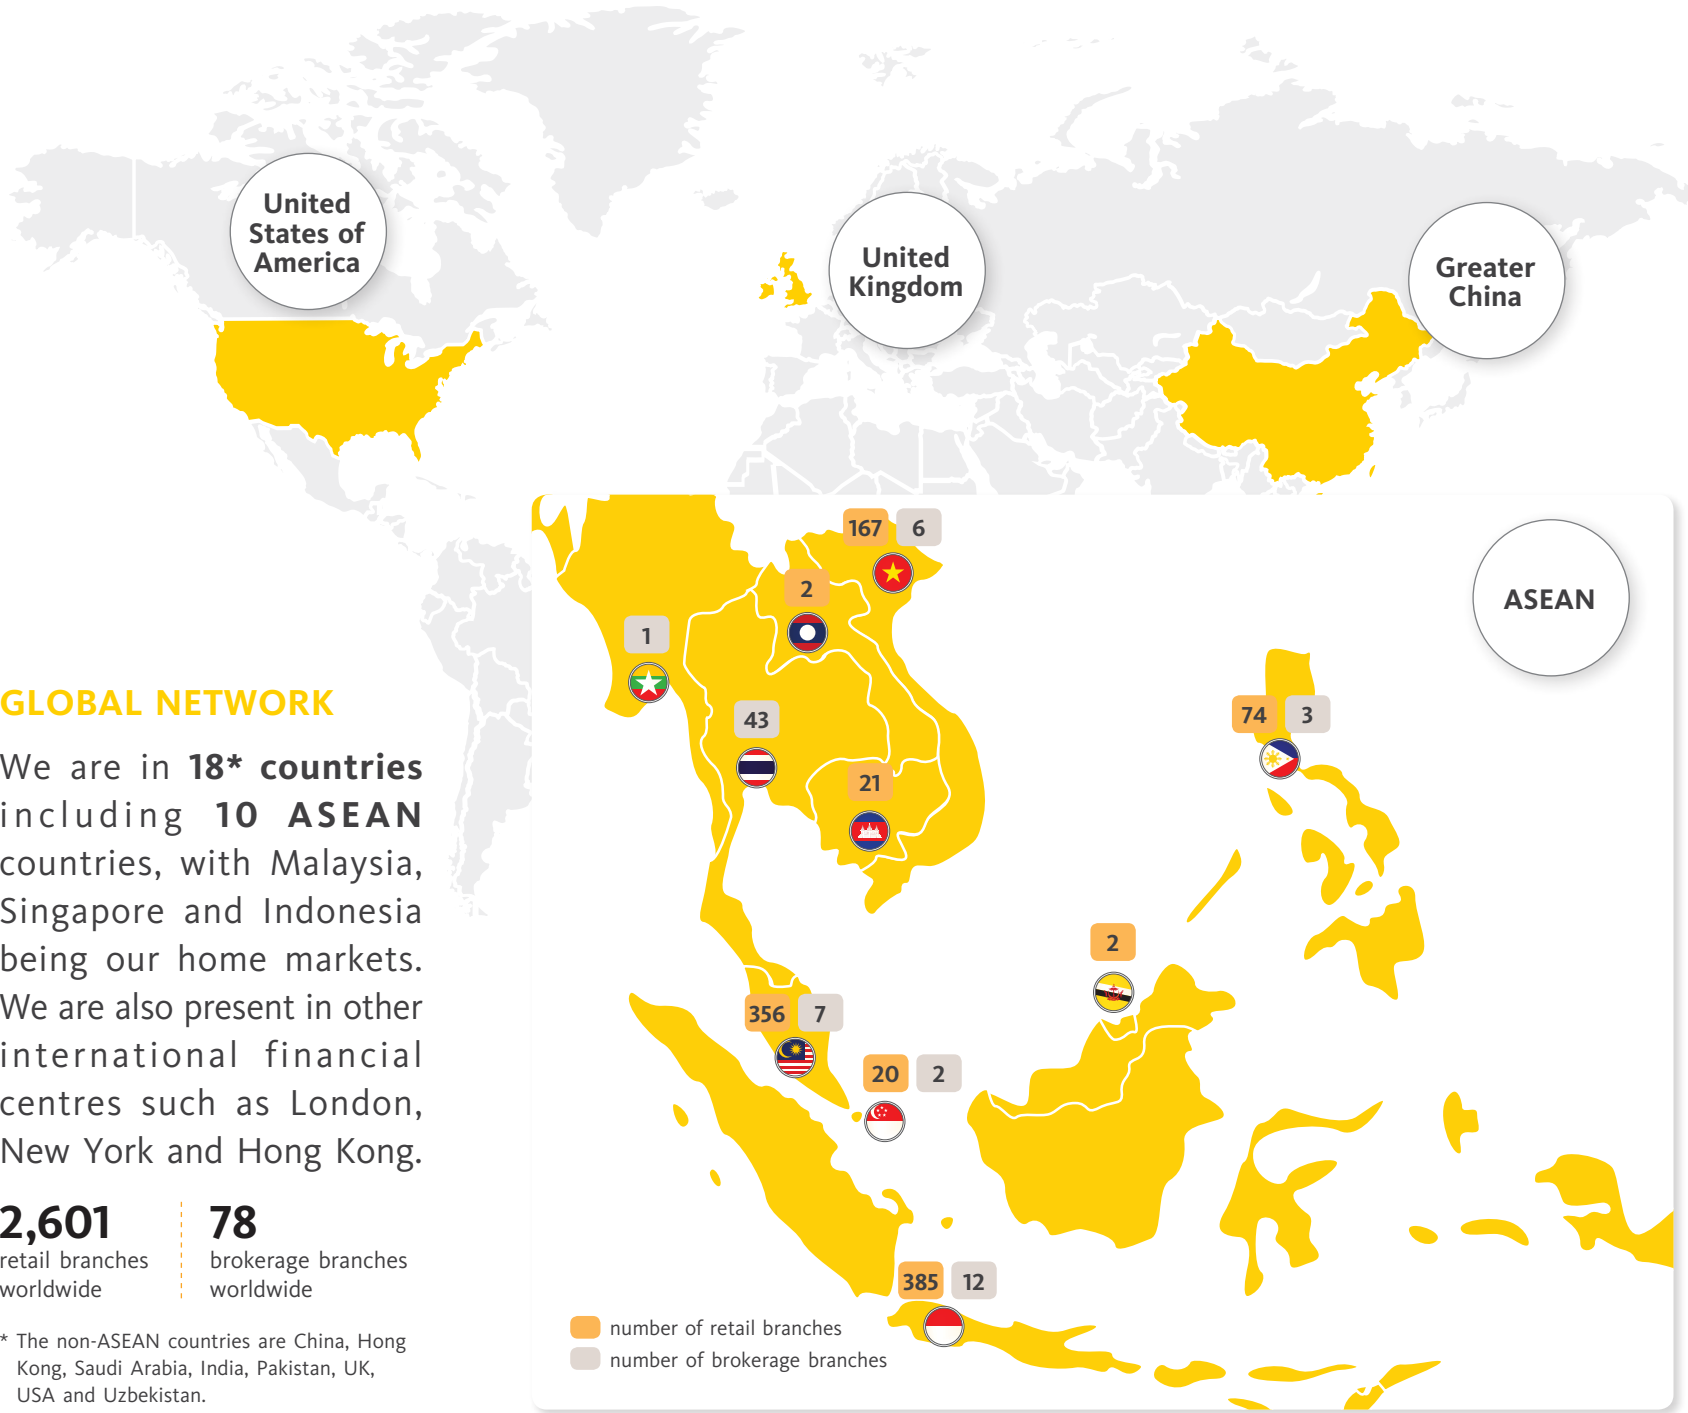 United
States of
America
United
Kingdom
Greater
China
ASEAN
167 6
2
1
43
21
74 3
2
356 7
20 2
385 12
number of retail branches
number of brokerage branches
GLOBAL NETWORK
We are in 18* countries
including 10 ASEAN
countries, with Malaysia,
Singapore and Indonesia
being our home markets.
We are also present in other
international financial
centres such as London,
New York and Hong Kong.
2,601
retail branches
worldwide
78
brokerage branches
worldwide
* The non-ASEAN countries are China, Hong
Kong, Saudi Arabia, India, Pakistan, UK,
USA and Uzbekistan.